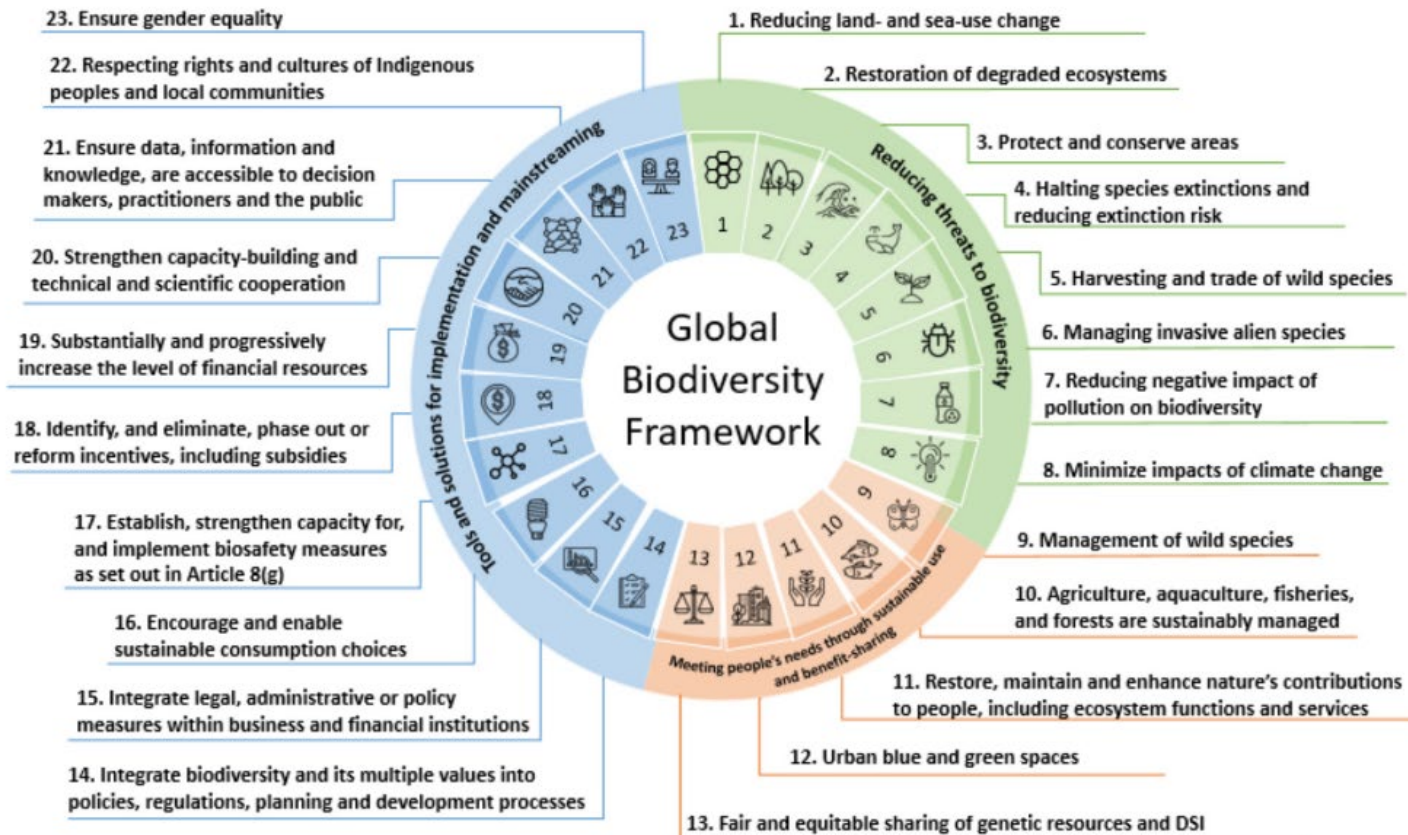 Global
Biodiversity
Framework
Reducing threats to biodiversity
Meeting people's needs through sustainable use
and benefit-sharing
Tools and solutions for implementation and mainstreaming
1
2
3
4
5
6
7
8
9
10
11
12
13
14
15
16
17
18
19
20
21
22
23
1. Reducing land- and sea-use change
2. Restoration of degraded ecosystems
3. Protect and conserve areas
4. Halting species extinctions and
reducing extinction risk
5. Harvesting and trade of wild species
6. Managing invasive alien species
7. Reducing negative impact of
pollution on biodiversity
8. Minimize impacts of climate change
9. Management of wild species
10. Agriculture, aquaculture, fisheries,
and forests are sustainably managed
11. Restore, maintain and enhance nature's contributions
to people, including ecosystem functions and services
12. Urban blue and green spaces
13. Fair and equitable sharing of genetic resources and DSI
14. Integrate biodiversity and its multiple values into
policies, regulations, planning and development processes
15. Integrate legal, administrative or policy
measures within business and financial institutions
16. Encourage and enable
sustainable consumption choices
17. Establish, strengthen capacity for,
and implement biosafety measures
as set out in Article 8(g)
18. Identify, and eliminate, phase out or
reform incentives, including subsidies
19. Substantially and progressively
increase the level of financial resources
20. Strengthen capacity-building and
technical and scientific cooperation
21. Ensure data, information and
knowledge, are accessible to decision
makers, practitioners and the public
22. Respecting rights and cultures of Indigenous
peoples and local communities
23. Ensure gender equality